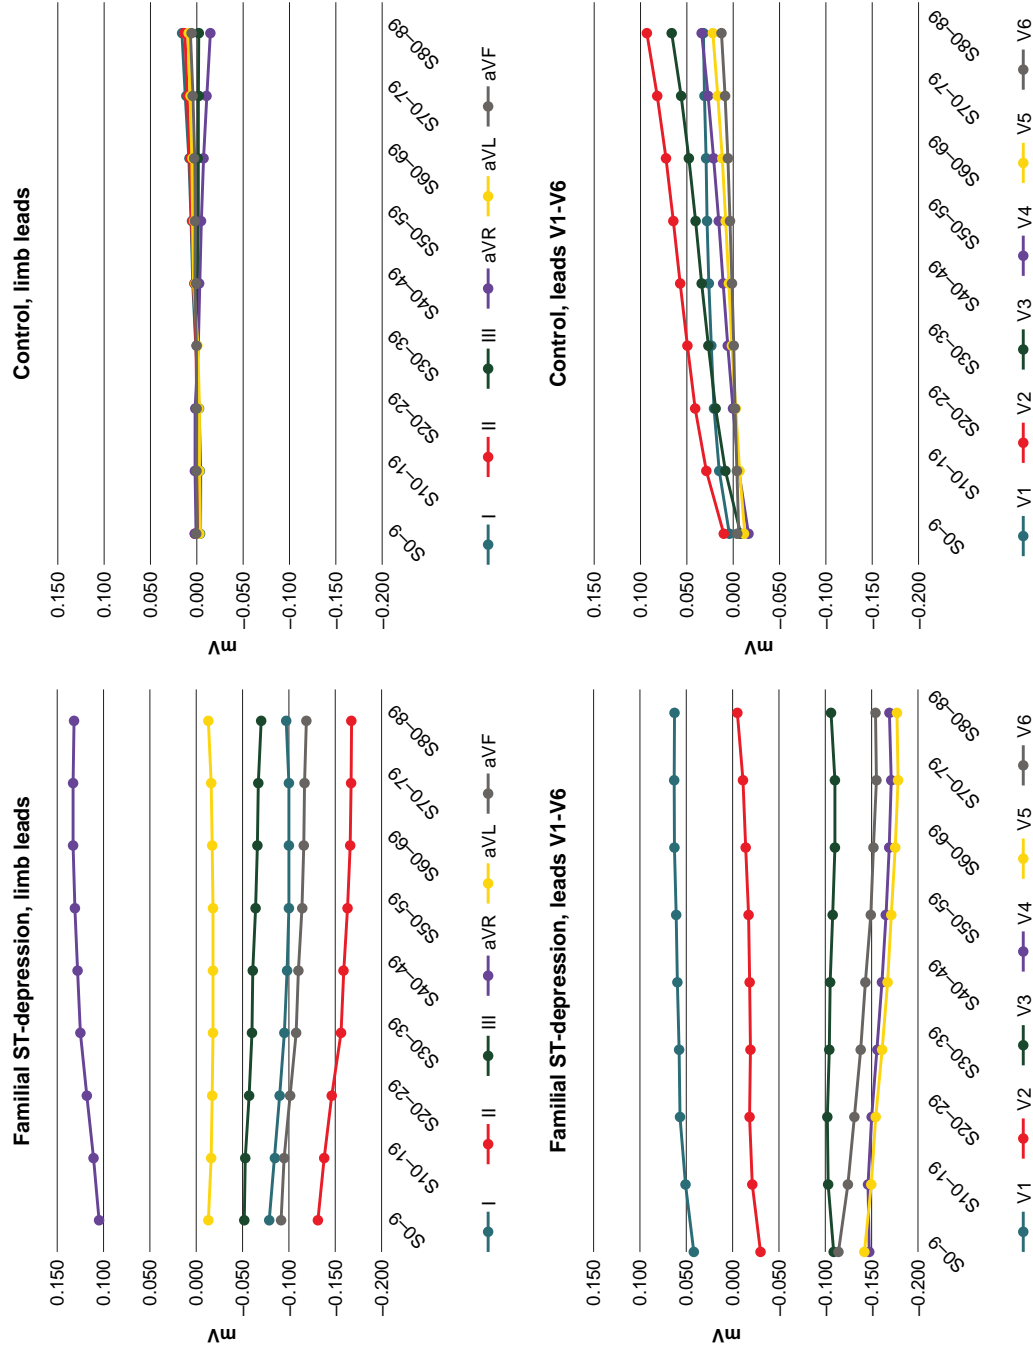 Familial ST-depression, limb leads
mV
0.150
0.100
0.050
0.000
−0.050
−0.100
−0.150
−0.200
S0–9
S10–19
S20–29
S30–39
S40–49
S50–59
S60–69
S70–79
S80–89
I II III aVR aVL aVF
Control, limb leads
mV
0.150
0.100
0.050
0.000
−0.050
−0.100
−0.150
−0.200
S0–9
S10–19
S20–29
S30–39
S40–49
S50–59
S60–69
S70–79
S80–89
I II III aVR aVL aVF
Familial ST-depression, leads V1-V6
mV
0.150
0.100
0.050
0.000
−0.100
−0.150
−0.200
S0–9
S10–19
S20–29
S30–39
S40–49
S50–59
S60–69
S70–79
S80–89
V1 V2 V3 V4 V5 V6
Control, leads V1-V6
mV
0.150
0.100
0.050
0.000
−0.100
−0.150
−0.200
S0–9
S10–19
S20–29
S30–39
S40–49
S50–59
S60–69
S70–79
S80–89
V1 V2 V3 V4 V5 V6